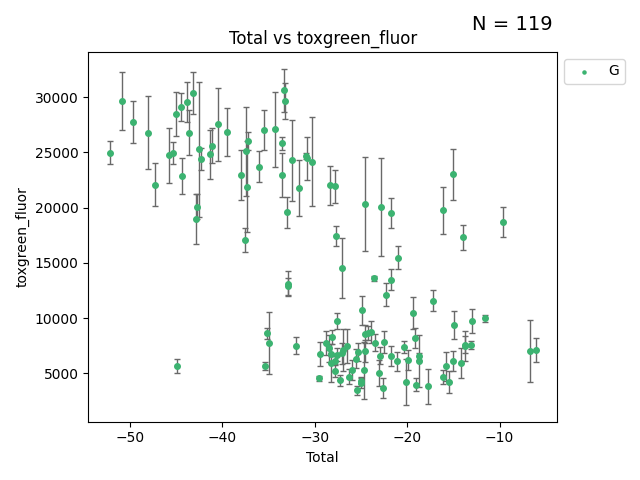 N = 119
Total vs toxgreen_fluor
G
toxgreen_fluor
30000
25000
20000
15000
10000
5000
−50 −40 −30 −20 −10
Total